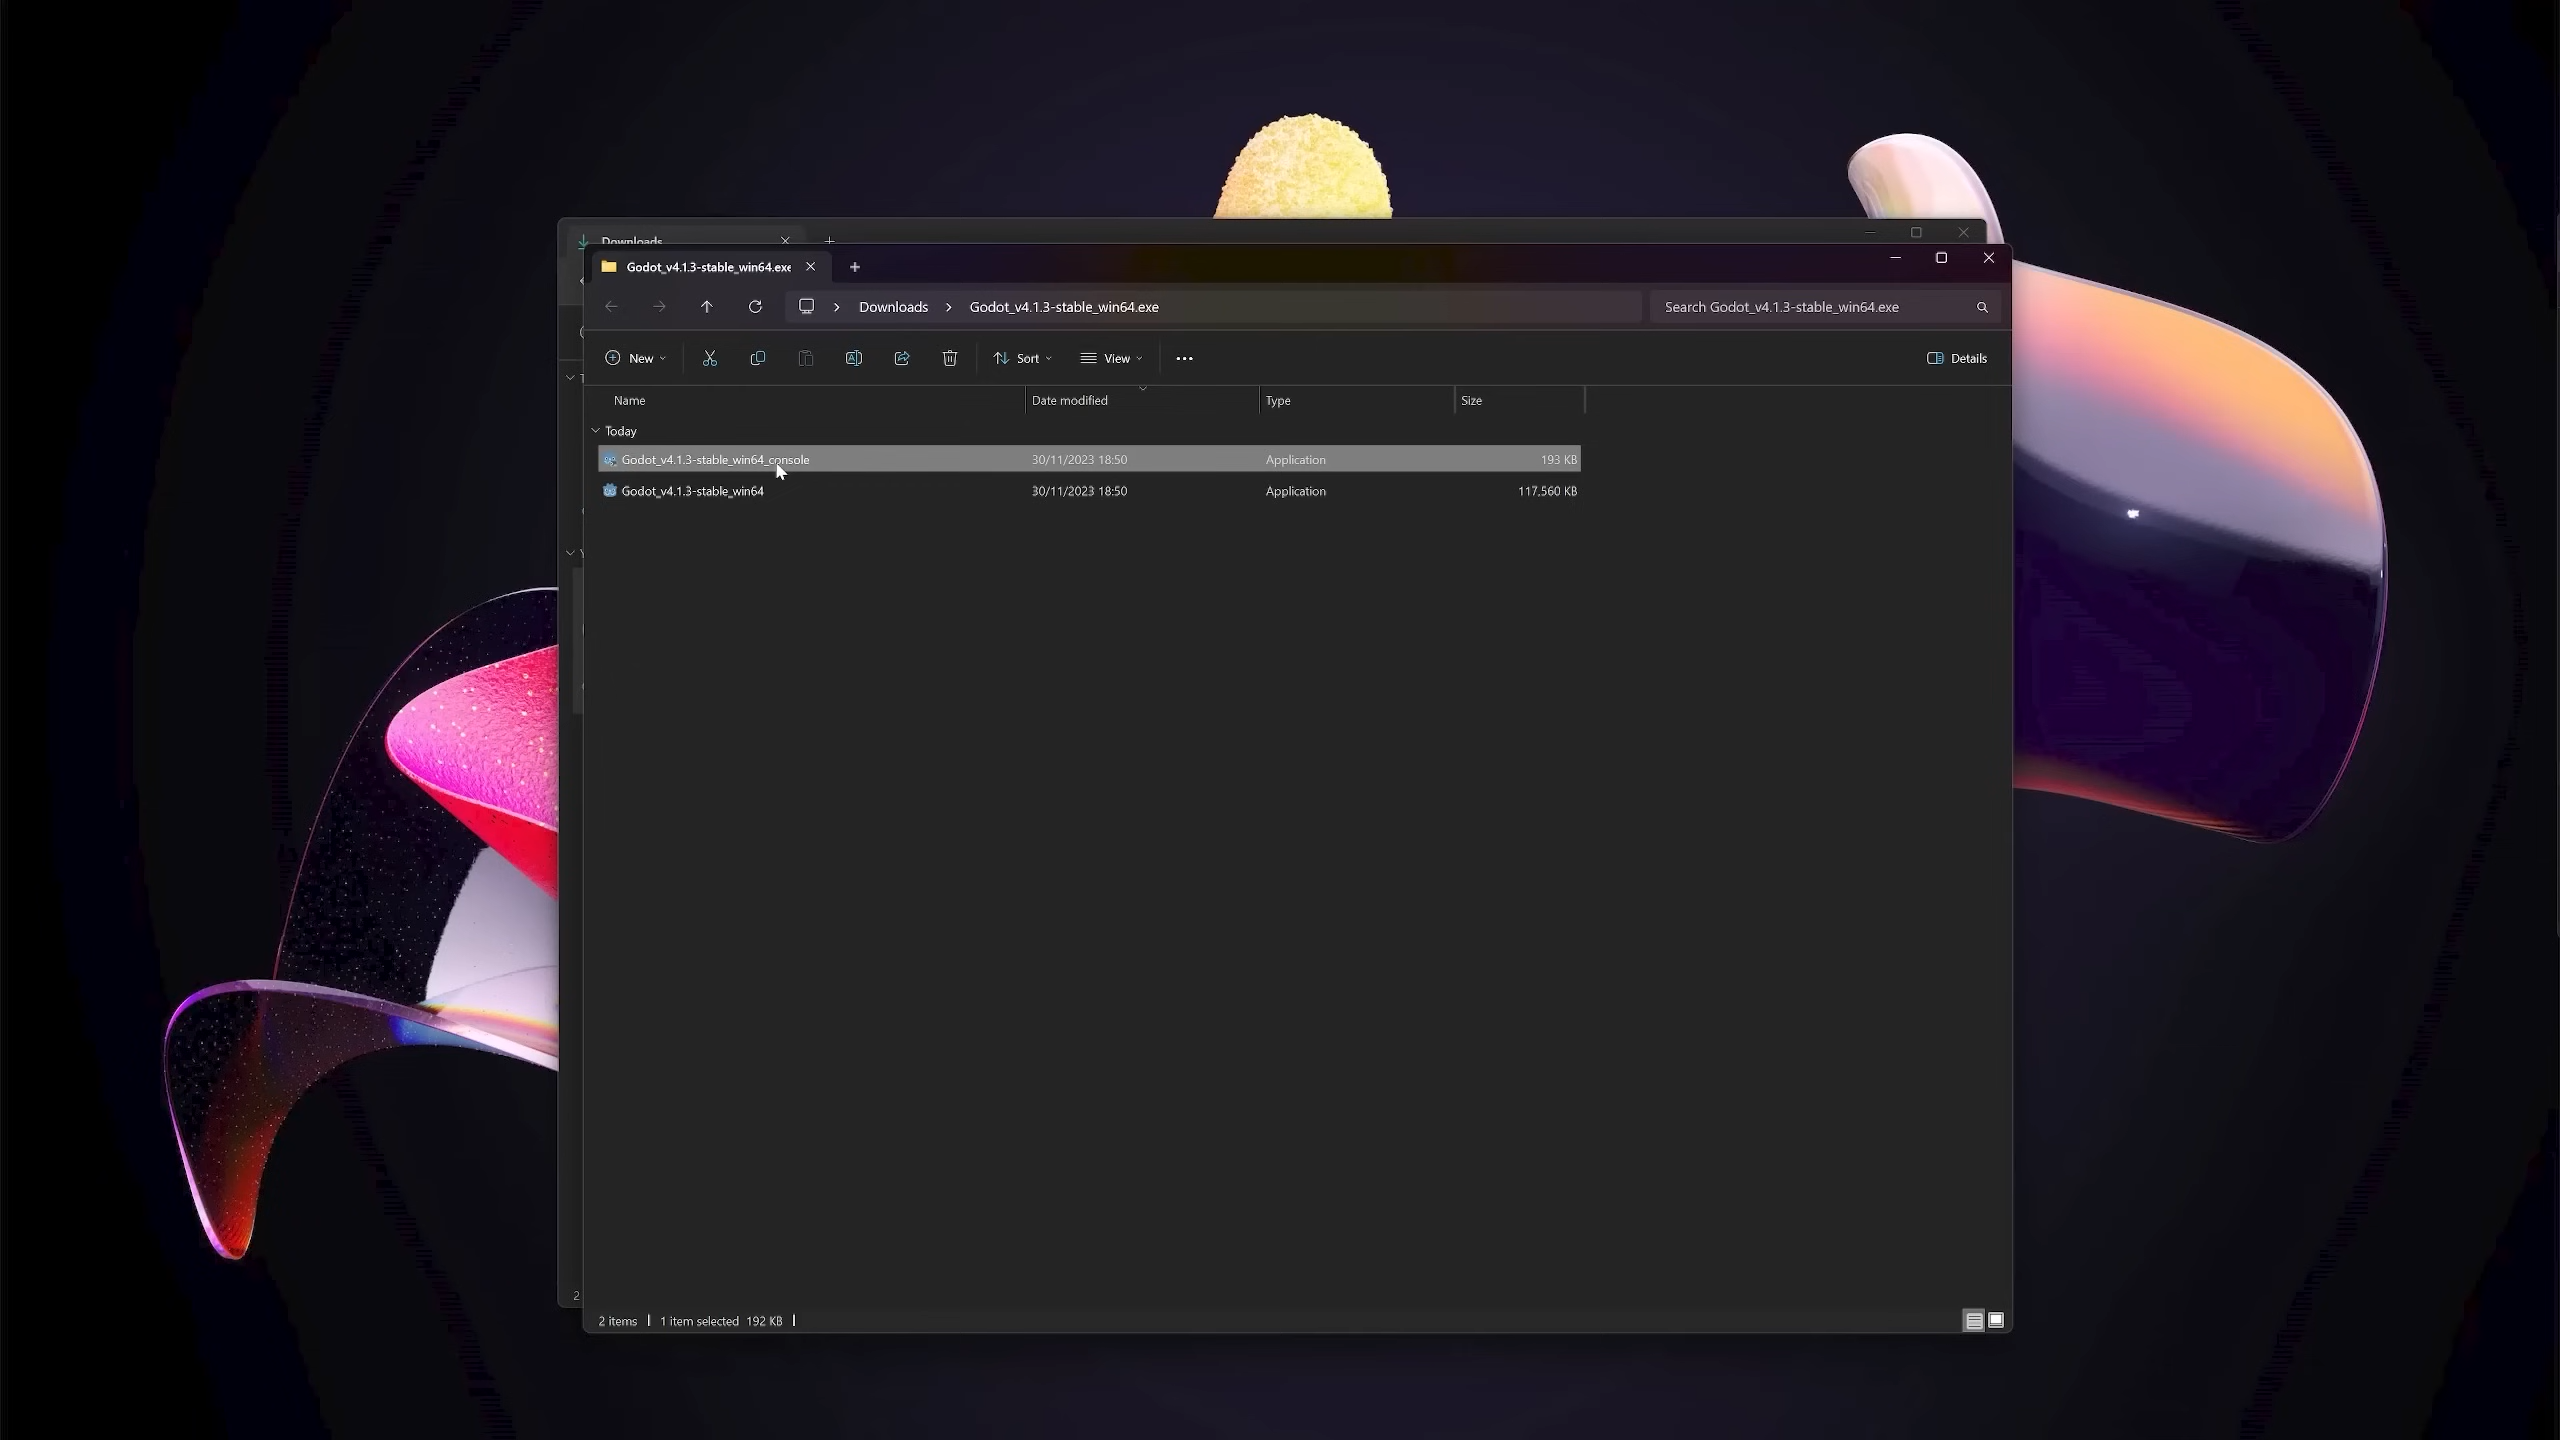 Downloads
Godot_v4.1.3-stable_win64.exe
Downloads
Godot_v4.1.3-stable_win64.exe
Search Godot_v4.1.3-stable_win64.exe
New
Sort
View
Details
Name
Date modified
Type
Size
Today
Godot_v4.1.3-stable_win64_console
30/11/2023 18:50
Application
193 KB
Godot_v4.1.3-stable_win64
30/11/2023 18:50
Application
117,560 KB
2
2 items
1 item selected 192 KB